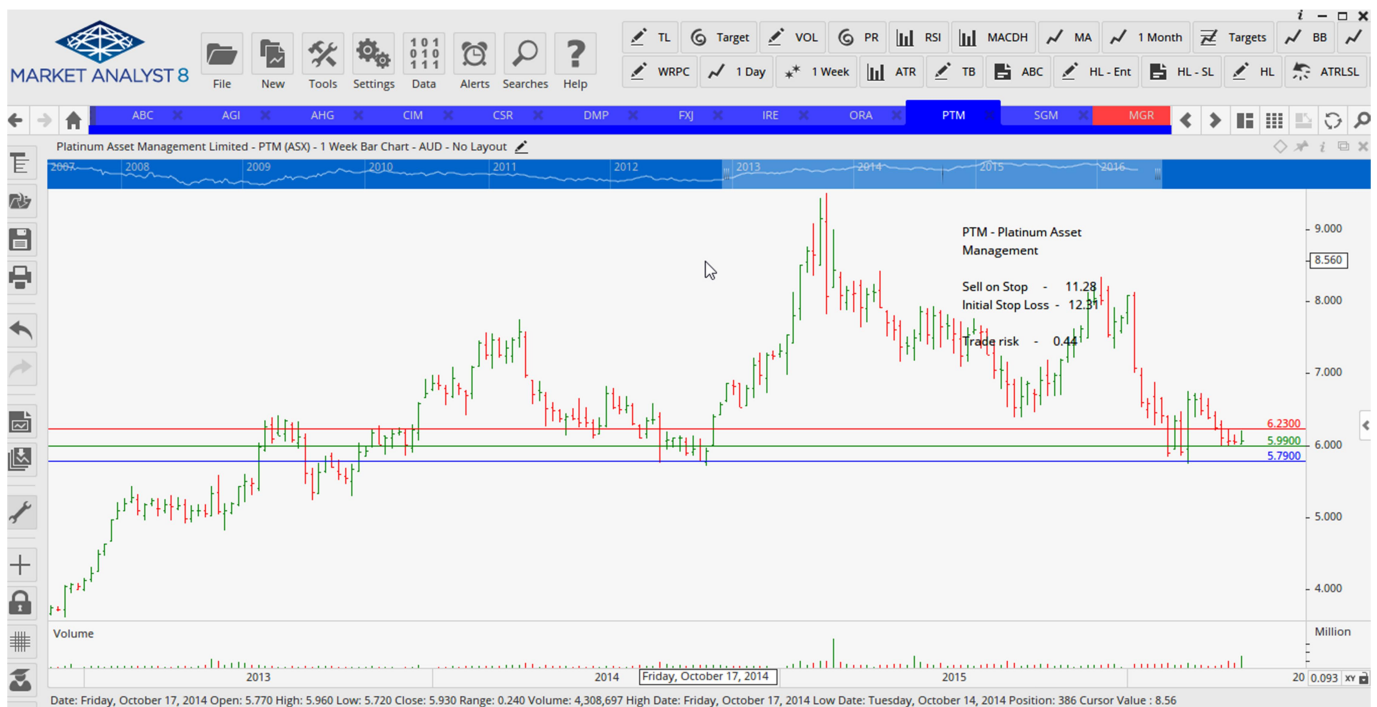 MARKET ANALYST 8
File New Tools Settings Data Alerts Searches Help
TL Target VOL PR RSI MACDH MA 1 Month Targets BB
WRPC 1 Day 1 Week ATR TB ABC HL - Ent HL - SL HL ATRLSL
ABC AGI AHG CIM CSR DMP FXJ IRE ORA PTM SGM MGR
Platinum Asset Management Limited - PTM (ASX) - 1 Week Bar Chart - AUD - No Layout
2007 2008 2009 2010 2011 2012 2013 2014 2015 2016
PTM - Platinum Asset
Management
Sell on Stop - 11.28
Initial Stop Loss - 12.31
Trade risk - 0.44
9.000
8.560
8.000
7.000
6.2300
5.9900
6.000
5.7900
5.000
4.000
Volume
Million
2013 2014 Friday, October 17, 2014 2015 20 0.093 XY
Date: Friday, October 17, 2014 Open: 5.770 High: 5.960 Low: 5.720 Close: 5.930 Range: 0.240 Volume: 4,308,697 High Date: Friday, October 17, 2014 Low Date: Tuesday, October 14, 2014 Position: 386 Cursor Value : 8.56